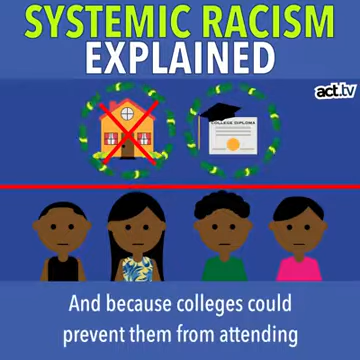 SYSTEMIC RACISM
EXPLAINED
act.tv
COLLEGE DIPLOMA
And because colleges could
prevent them from attending